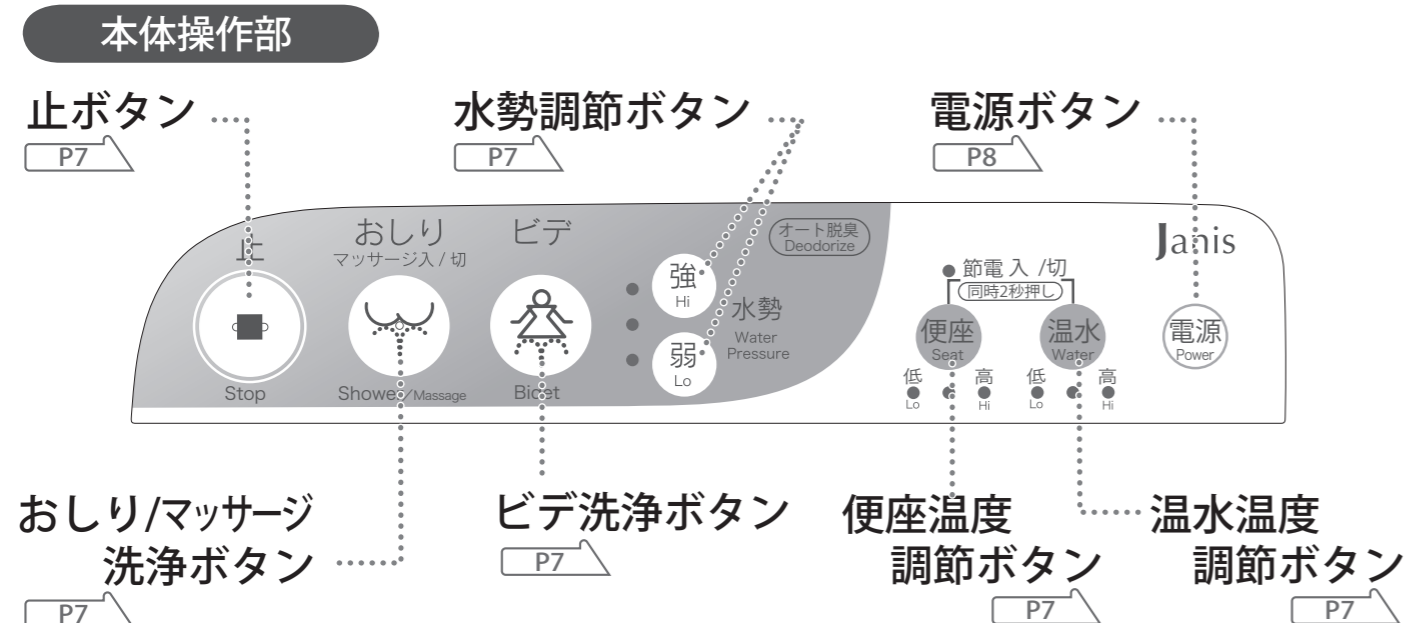 本体操作部
止ボタン
P7
水勢調節ボタン
P7
電源ボタン
P8
止
Stop
おしり
マッサージ入 / 切
Shower/Massage
ビデ
Bidet
強
Hi
弱
Lo
水勢
Water
Pressure
オート脱臭
Deodorize
Janis
節電 入 /切
同時2秒押し
便座
Seat
低
Lo
高
Hi
温水
Water
低
Lo
高
Hi
電源
Power
おしり/マッサージ
洗浄ボタン
P7
ビデ洗浄ボタン
P7
便座温度
調節ボタン
P7
温水温度
調節ボタン
P7